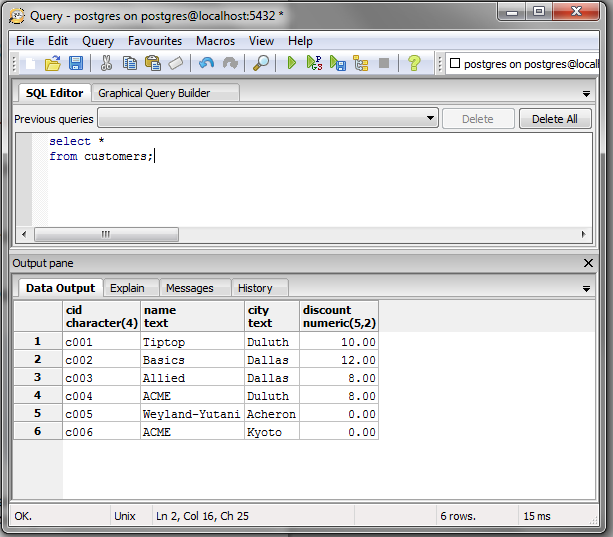 Query - postgres on postgres@localhost:5432 *
File Edit Query Favourites Macros View Help
postgres on postgres@local
SQL Editor Graphical Query Builder
Previous queries Delete Delete All
select *
from customers;
Output pane
Data Output Explain Messages History
cid name city discount
character(4) text text numeric(5,2)
1 c001 Tiptop Duluth 10.00
2 c002 Basics Dallas 12.00
3 c003 Allied Dallas 8.00
4 c004 ACME Duluth 8.00
5 c005 Weyland-Yutani Acheron 0.00
6 c006 ACME Kyoto 0.00
OK. Unix Ln 2, Col 16, Ch 25 6 rows. 15 ms